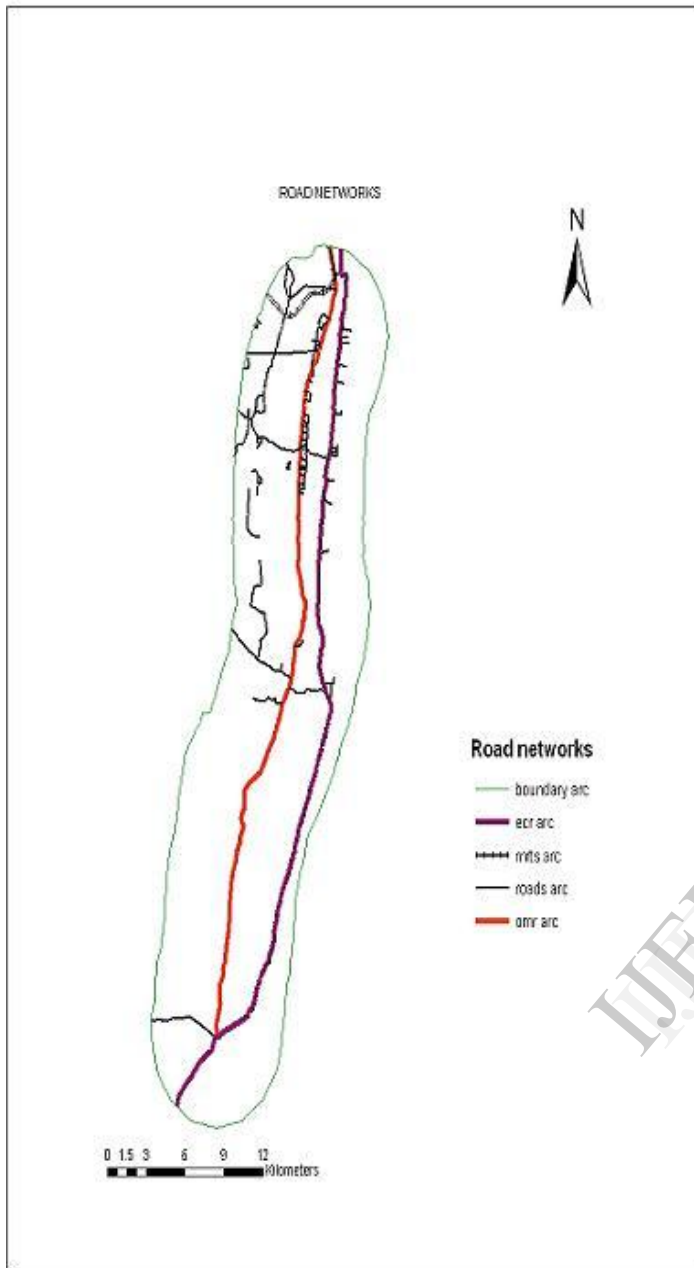 ROAD NETWORKS
N
Road networks
boundary arc
ecr arc
mrts arc
roads arc
omr arc
0 1.5 3 6 9 12
Kilometers